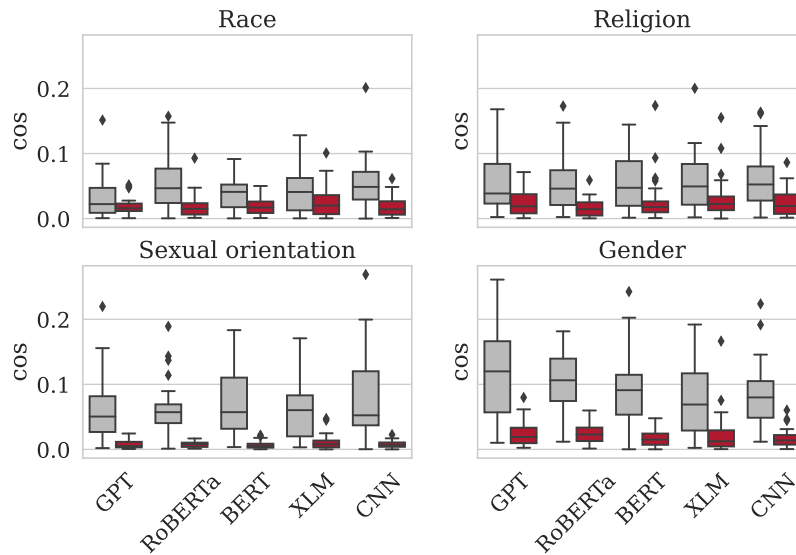 Race
Religion
cos
0.2
0.1
0.0
cos
Sexual orientation
Gender
cos
0.2
0.1
0.0
cos
GPT
RoBERTa
BERT
XLM
CNN
GPT
RoBERTa
BERT
XLM
CNN